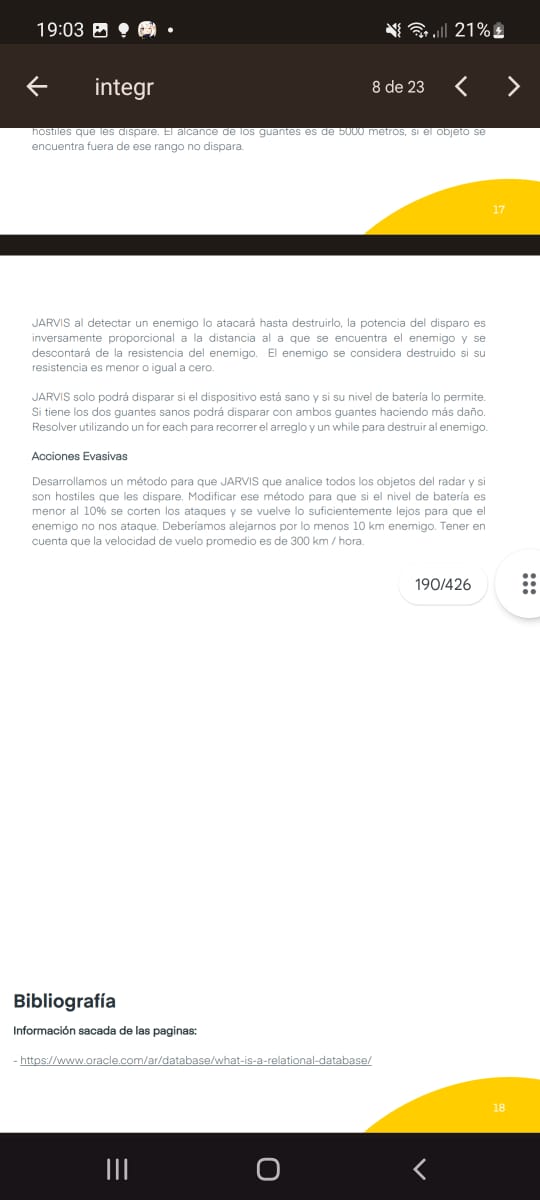 19:03
21%
integr
8 de 23
hostiles que les dispare. El alcance de los guantes es de 5000 metros, si el objeto se
encuentra fuera de ese rango no dispara.
17
JARVIS al detectar un enemigo lo atacará hasta destruirlo, la potencia del disparo es
inversamente proporcional a la distancia al a que se encuentra el enemigo y se
descontará de la resistencia del enemigo. El enemigo se considera destruido si su
resistencia es menor o igual a cero.
JARVIS solo podrá disparar si el dispositivo está sano y si su nivel de batería lo permite.
Si tiene los dos guantes sanos podrá disparar con ambos guantes haciendo más daño.
Resolver utilizando un for each para recorrer el arreglo y un while para destruir al enemigo.
Acciones Evasivas
Desarrollamos un método para que JARVIS que analice todos los objetos del radar y si
son hostiles que les dispare. Modificar ese método para que si el nivel de batería es
menor al 10% se corten los ataques y se vuelve lo suficientemente lejos para que el
enemigo no nos ataque. Deberíamos alejarnos por lo menos 10 km enemigo. Tener en
cuenta que la velocidad de vuelo promedio es de 300 km / hora.
190/426
Bibliografía
Información sacada de las paginas:
- https://www.oracle.com/ar/database/what-is-a-relational-database/
18